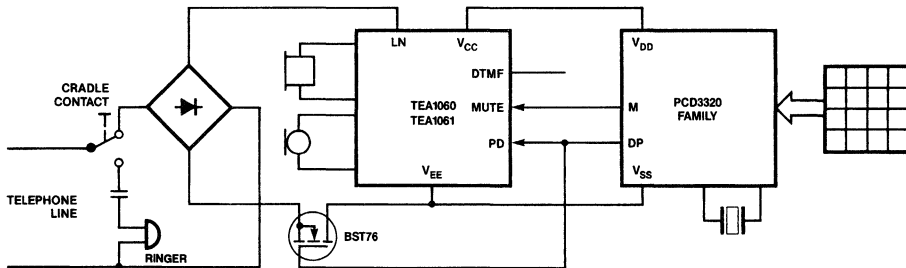 LN
VCC
VDD
DTMF
CRADLE
CONTACT
TEA1060
TEA1061
MUTE
M
PCD3320
FAMILY
PD
DP
VEE
VSS
TELEPHONE
LINE
BST76
RINGER